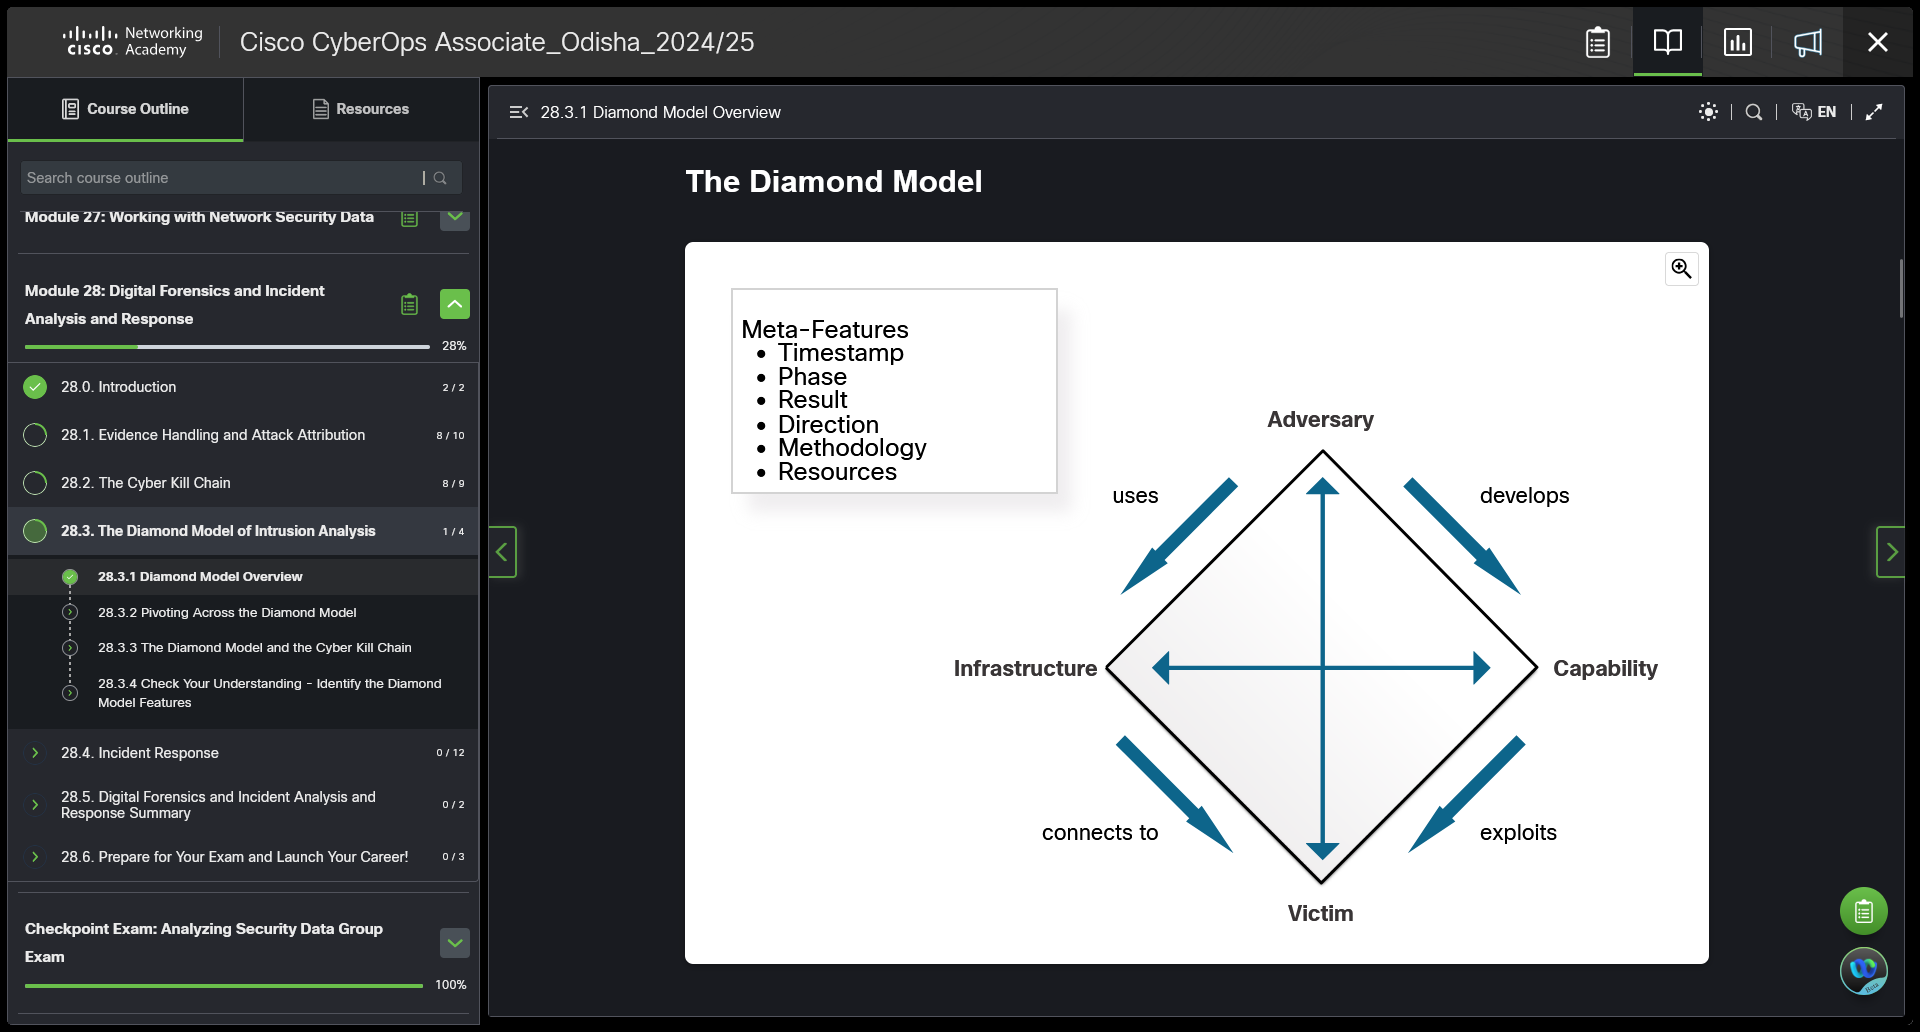 CISCO
Networking
Academy
Cisco CyberOps Associate_Odisha_2024/25
Course Outline
Resources
Search course outline
Module 27: Working with Network Security Data
Module 28: Digital Forensics and Incident
Analysis and Response
28%
28.0. Introduction
2 / 2
28.1. Evidence Handling and Attack Attribution
8 / 10
28.2. The Cyber Kill Chain
8 / 9
28.3. The Diamond Model of Intrusion Analysis
1 / 4
28.3.1 Diamond Model Overview
28.3.2 Pivoting Across the Diamond Model
28.3.3 The Diamond Model and the Cyber Kill Chain
28.3.4 Check Your Understanding - Identify the Diamond
Model Features
28.4. Incident Response
0 / 12
28.5. Digital Forensics and Incident Analysis and
Response Summary
0 / 2
28.6. Prepare for Your Exam and Launch Your Career!
0 / 3
Checkpoint Exam: Analyzing Security Data Group
Exam
100%
28.3.1 Diamond Model Overview
EN
The Diamond Model
Meta-Features
• Timestamp
• Phase
• Result
• Direction
• Methodology
• Resources
Adversary
uses
develops
Infrastructure
Capability
connects to
exploits
Victim
Beta